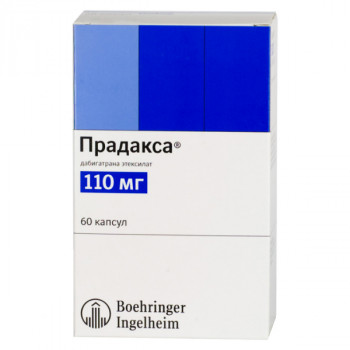 Прадакса®
дабигатрана этексилат
110 мг
60 капсул
Boehringer
Ingelheim